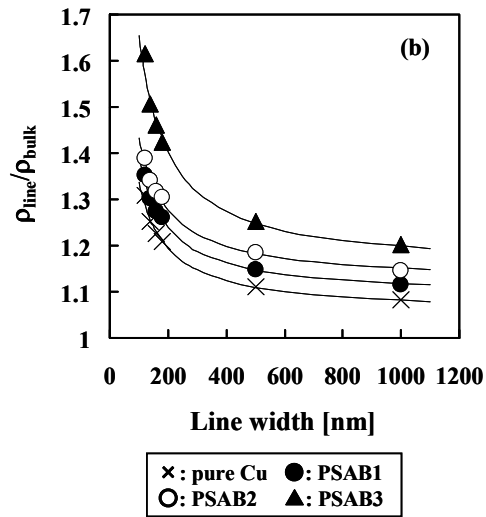 1.7
(b)
1.6
1.5
1.4
1.3
1.2
1.1
1
ρline/ρbulk
0 200 400 600 800 1000 1200
Line width [nm]
×: pure Cu ●: PSAB1
○: PSAB2 ▲: PSAB3